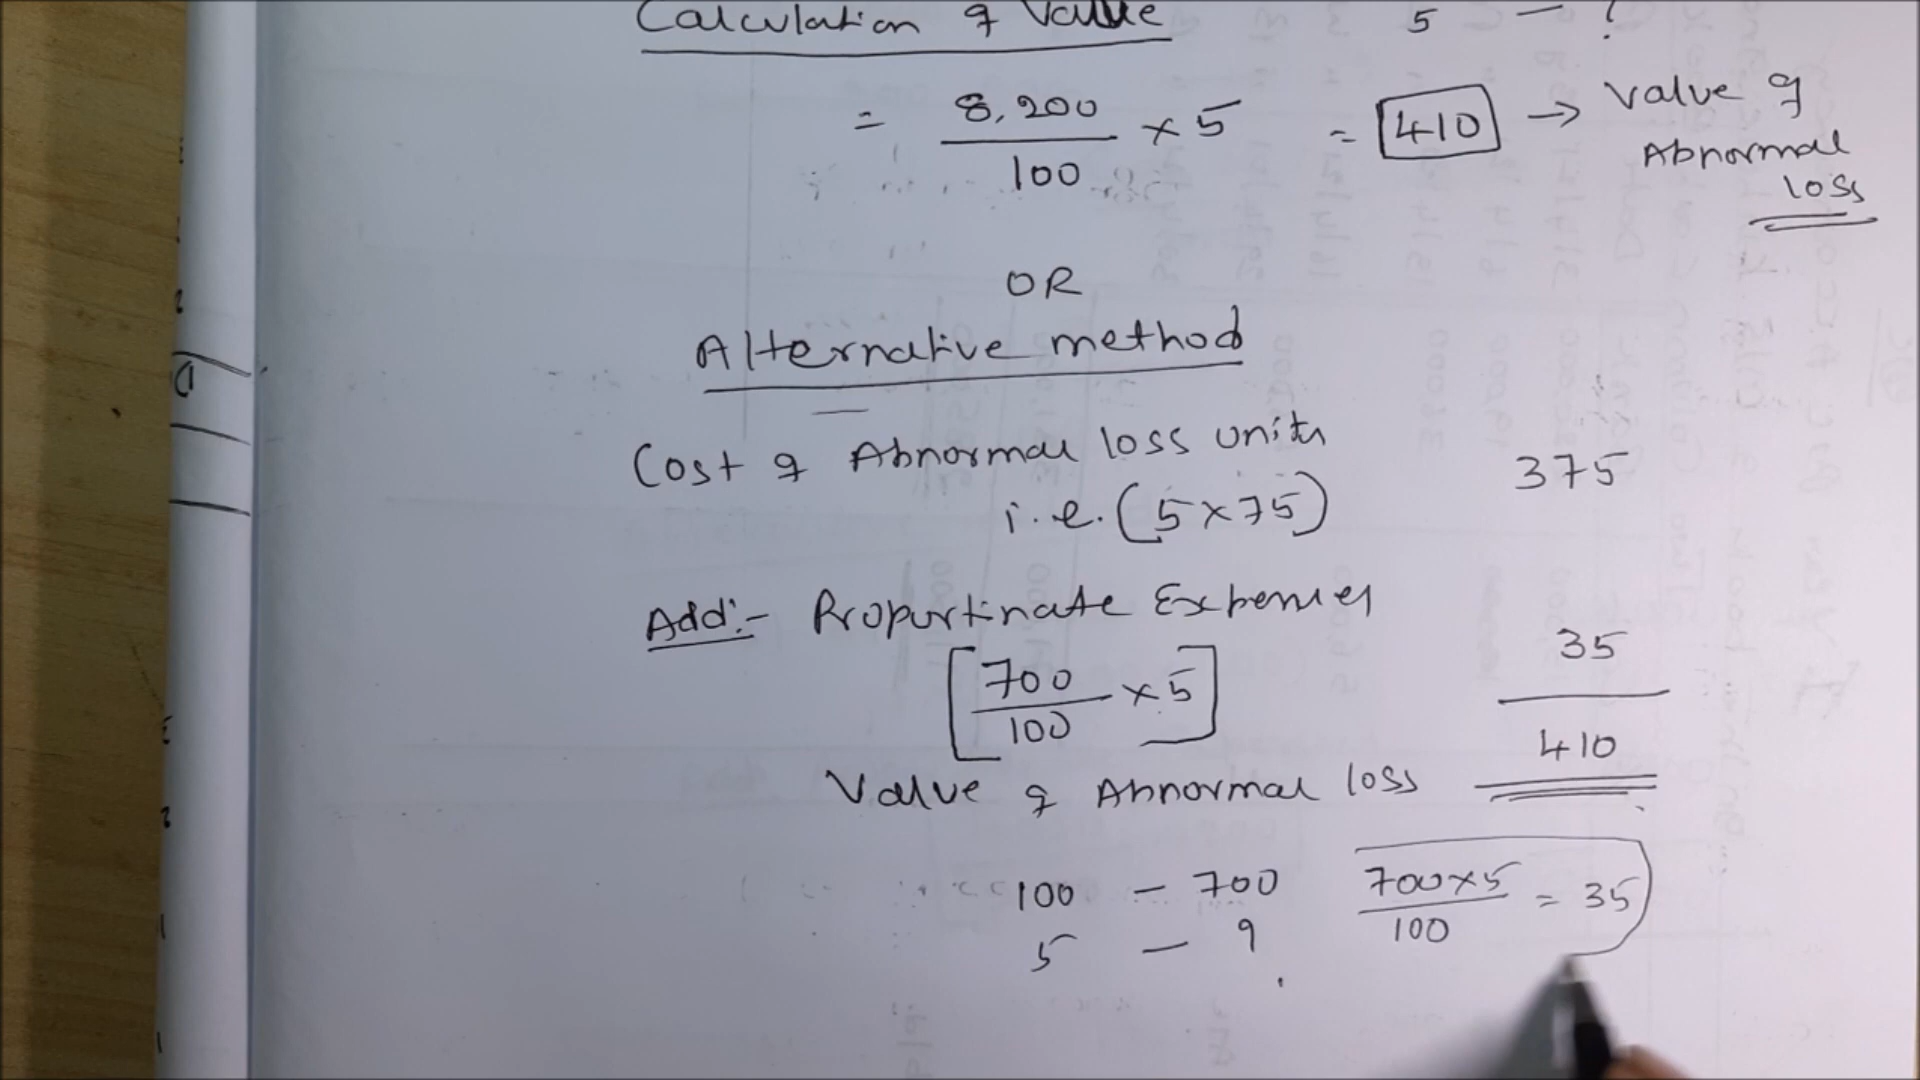 Calculation of Value
5 — ?
= 8,200 / 100 × 5 = 410 → Value of Abnormal loss
OR
Alternative method
Cost of Abnormal loss units
i.e. (5×75) 375
Add:- Proportinate Expenses
[700 / 100 × 5] 35
410
Value of Abnormal loss
100 — 700
5 — ?
700×5 / 100 = 35